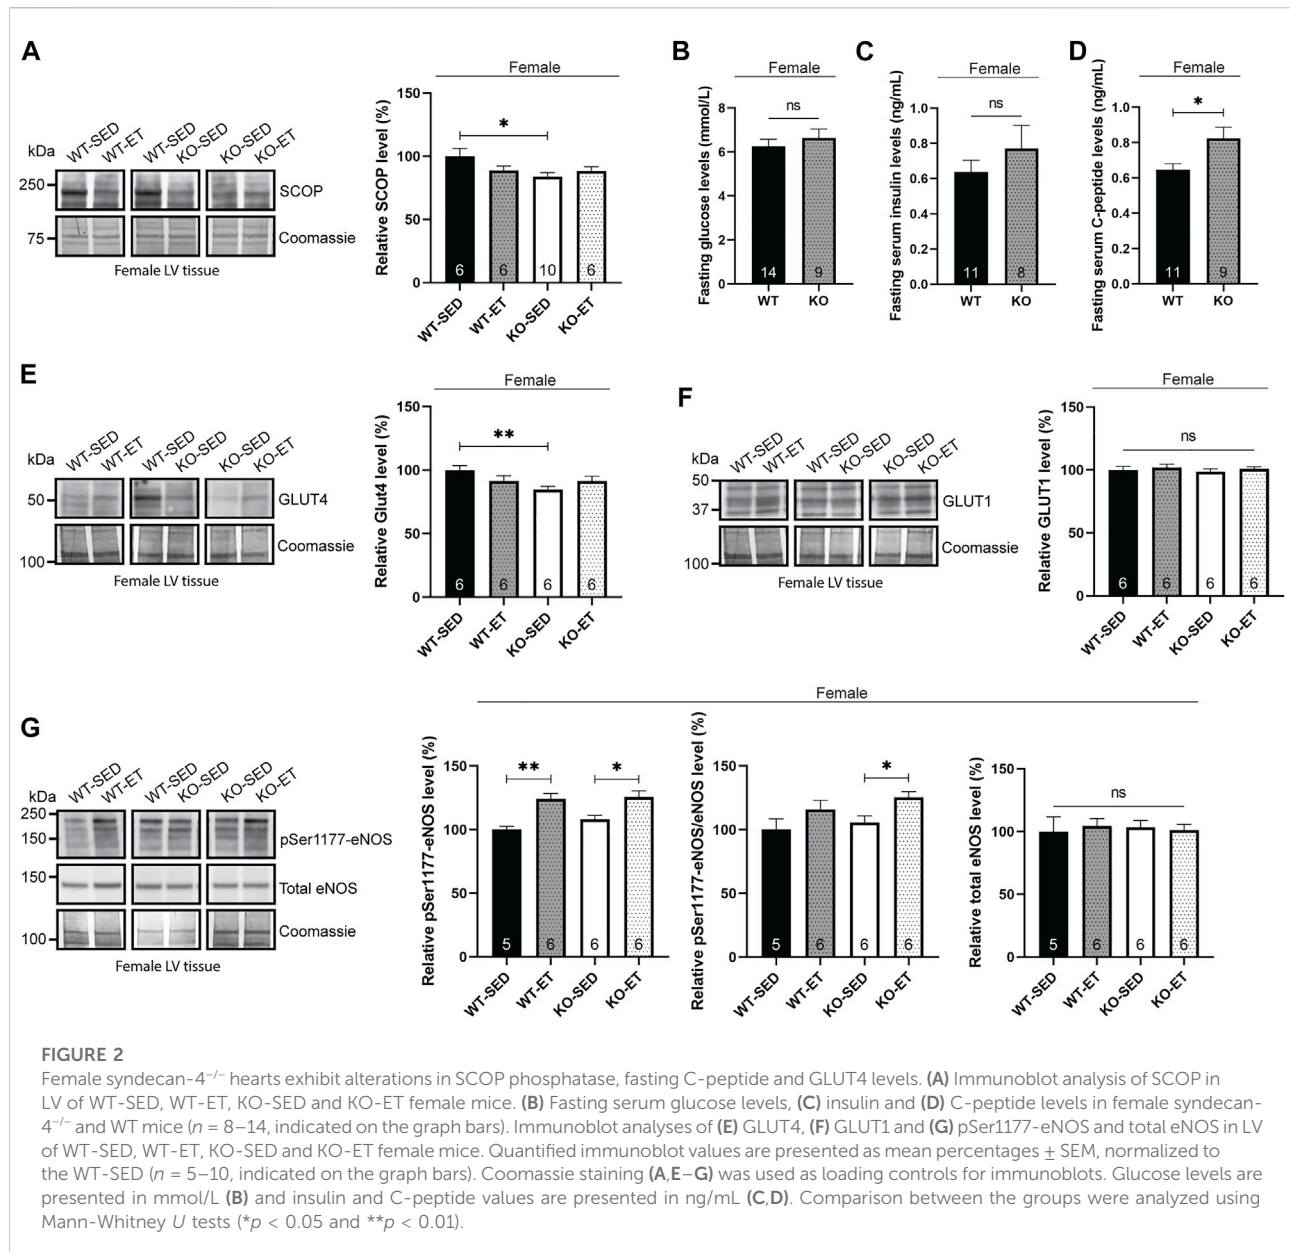 A
Female
WT-SED
WT-ET
WT-SED
KO-SED
KO-SED
KO-ET
kDa
250
SCOP
75
Coomassie
Female LV tissue
Relative SCOP level (%)
150
100
50
0
*
6
6
10
6
WT-SED
WT-ET
KO-SED
KO-ET
B
Female
Fasting glucose levels (mmol/L)
8
6
4
2
0
ns
14
9
WT
KO
C
Female
Fasting serum insulin levels (ng/mL)
1.0
0.8
0.6
0.4
0.2
0.0
ns
11
8
WT
KO
D
Female
Fasting serum C-peptide levels (ng/mL)
1.0
0.8
0.6
0.4
0.2
0.0
*
11
9
WT
KO
E
Female
WT-SED
WT-ET
WT-SED
KO-SED
KO-SED
KO-ET
kDa
50
GLUT4
100
Coomassie
Female LV tissue
Relative Glut4 level (%)
150
100
50
0
**
6
6
6
6
WT-SED
WT-ET
KO-SED
KO-ET
F
Female
WT-SED
WT-ET
WT-SED
KO-SED
KO-SED
KO-ET
kDa
50
37
GLUT1
100
Coomassie
Female LV tissue
Relative GLUT1 level (%)
150
100
50
0
ns
6
6
6
6
WT-SED
WT-ET
KO-SED
KO-ET
G
Female
WT-SED
WT-ET
WT-SED
KO-SED
KO-SED
KO-ET
kDa
250
150
pSer1177-eNOS
150
Total eNOS
100
Coomassie
Female LV tissue
Relative pSer1177-eNOS level (%)
150
100
50
0
**
*
5
6
6
6
WT-SED
WT-ET
KO-SED
KO-ET
Relative pSer1177-eNOS/eNOS level (%)
150
100
50
0
*
5
6
6
6
WT-SED
WT-ET
KO-SED
KO-ET
Relative total eNOS level (%)
150
100
50
0
ns
5
6
6
6
WT-SED
WT-ET
KO-SED
KO-ET
FIGURE 2
Female syndecan-4⁻/⁻ hearts exhibit alterations in SCOP phosphatase, fasting C-peptide and GLUT4 levels. (A) Immunoblot analysis of SCOP in
LV of WT-SED, WT-ET, KO-SED and KO-ET female mice. (B) Fasting serum glucose levels, (C) insulin and (D) C-peptide levels in female syndecan-
4⁻/⁻ and WT mice (n = 8–14, indicated on the graph bars). Immunoblot analyses of (E) GLUT4, (F) GLUT1 and (G) pSer1177-eNOS and total eNOS in LV
of WT-SED, WT-ET, KO-SED and KO-ET female mice. Quantified immunoblot values are presented as mean percentages ± SEM, normalized to
the WT-SED (n = 5–10, indicated on the graph bars). Coomassie staining (A,E–G) was used as loading controls for immunoblots. Glucose levels are
presented in mmol/L (B) and insulin and C-peptide values are presented in ng/mL (C,D). Comparison between the groups were analyzed using
Mann-Whitney U tests (*p < 0.05 and **p < 0.01).